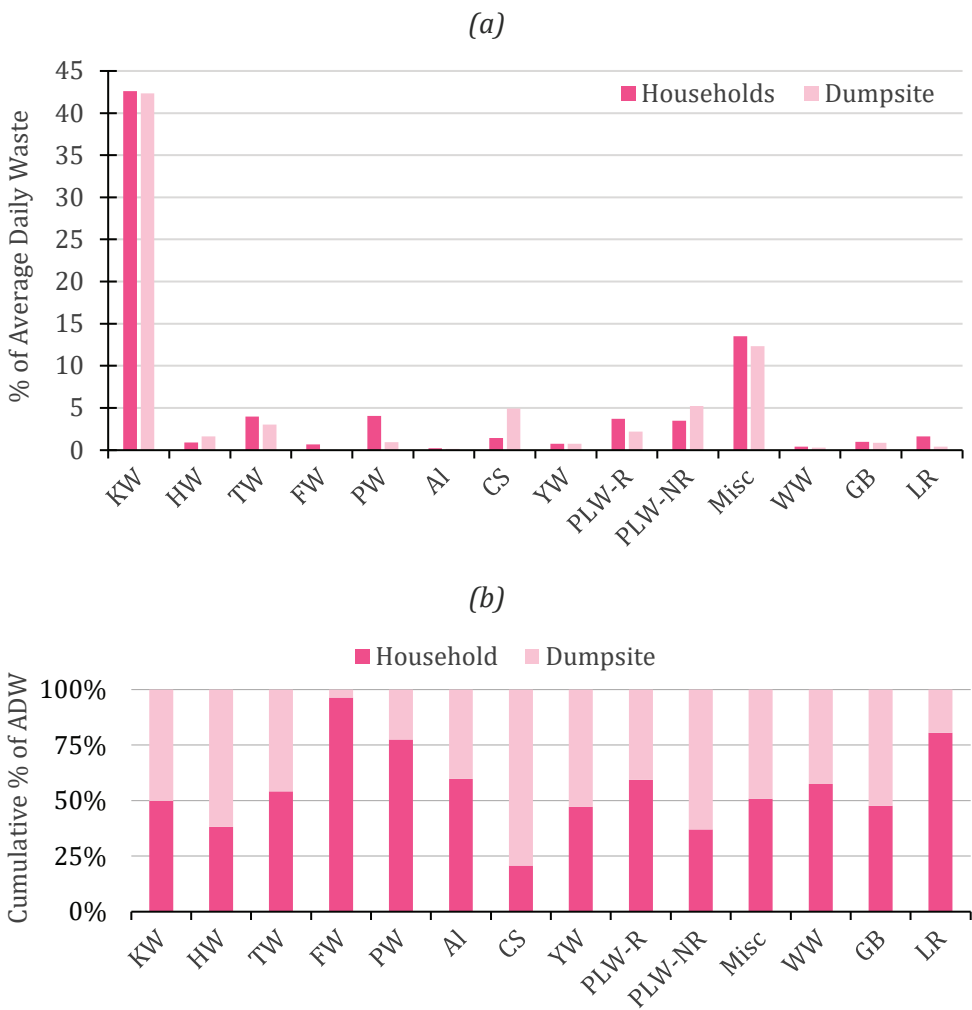 (a)
% of Average Daily Waste
45
40
35
30
25
20
15
10
5
0
Households Dumpsite
KW HW TW FW PW Al CS YW PLW-R PLW-NR Misc WW GB LR
(b)
Household Dumpsite
Cumulative % of ADW
100%
75%
50%
25%
0%
KW HW TW FW PW Al CS YW PLW-R PLW-NR Misc WW GB LR